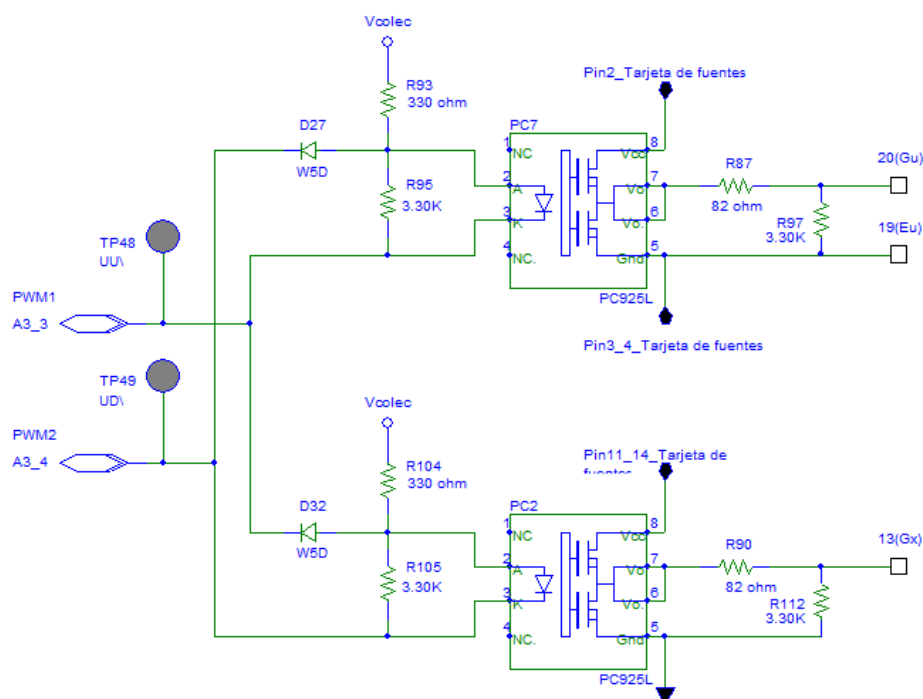 Vcolec
R93
330 ohm
Pin2_Tarjeta de fuentes
D27
W5D
R95
3.30K
PC7
1
NC
2
A
3
K
4
NC.
8
Vcc
7
Vo
6
Vo.
5
Gnd
PC925L
R87
82 ohm
R97
3.30K
20(Gu)
19(Eu)
Pin3_4_Tarjeta de fuentes
TP48
UU\
PWM1
A3_3
TP49
UD\
PWM2
A3_4
Vcolec
R104
330 ohm
Pin11_14_Tarjeta de
fuentes
D32
W5D
R105
3.30K
PC2
1
NC
2
A
3
K
4
NC.
8
Vcc
7
Vo
6
Vo.
5
Gnd
PC925L
R90
82 ohm
R112
3.30K
13(Gx)